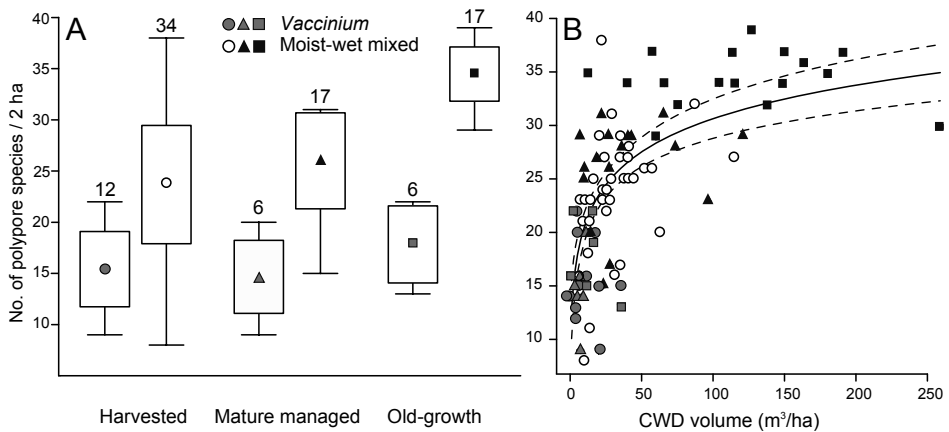 A
B
Vaccinium
Moist-wet mixed
No. of polypore species / 2 ha
40
35
30
25
20
15
10
12
34
6
17
6
17
Harvested
Mature managed
Old-growth
40
35
30
25
20
15
10
0
50
100
150
200
250
CWD volume (m³/ha)